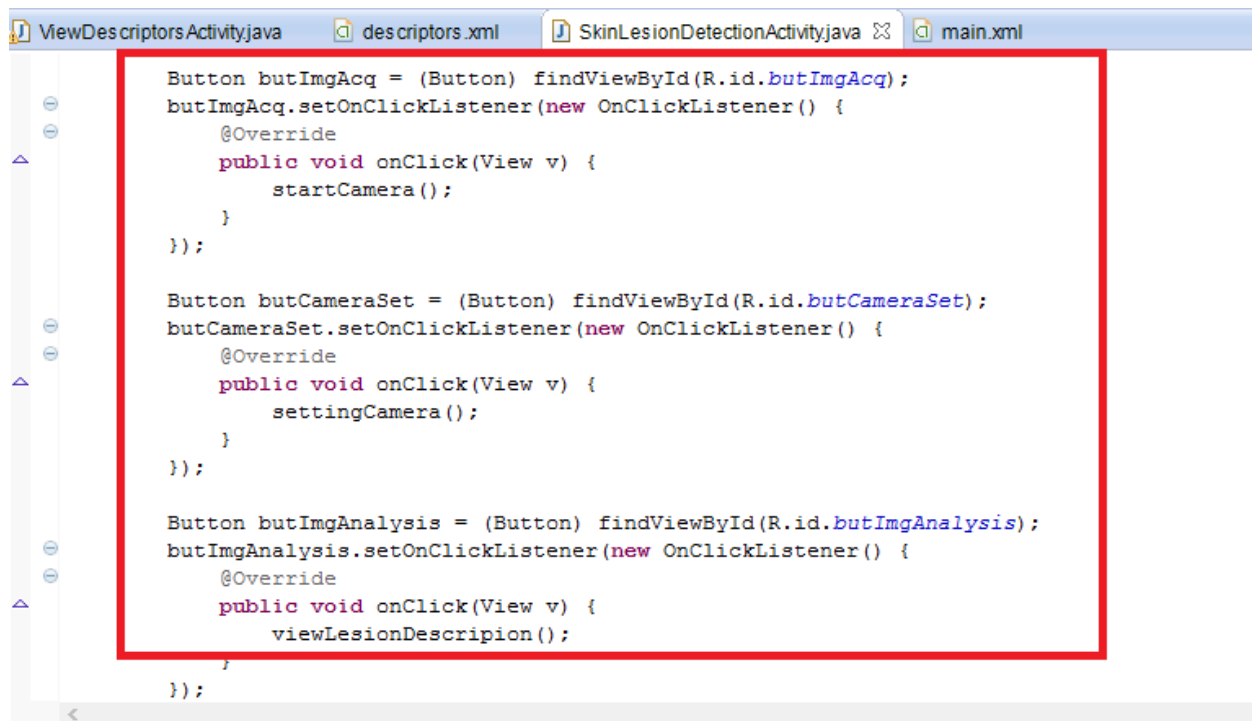 ViewDescriptorsActivity.java descriptors.xml SkinLesionDetectionActivity.java main.xml
Button butImgAcq = (Button) findViewById(R.id.butImgAcq);
butImgAcq.setOnClickListener(new OnClickListener() {
@Override
public void onClick(View v) {
startCamera();
}
});
Button butCameraSet = (Button) findViewById(R.id.butCameraSet);
butCameraSet.setOnClickListener(new OnClickListener() {
@Override
public void onClick(View v) {
settingCamera();
}
});
Button butImgAnalysis = (Button) findViewById(R.id.butImgAnalysis);
butImgAnalysis.setOnClickListener(new OnClickListener() {
@Override
public void onClick(View v) {
viewLesionDescripion();
}
});